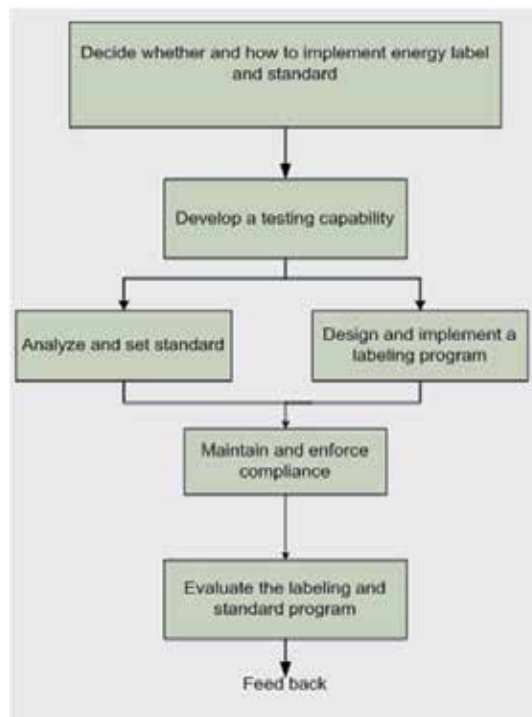 Decide whether and how to implement energy label
and standard
Develop a testing capability
Analyze and set standard
Design and implement a
labeling program
Maintain and enforce
compliance
Evaluate the labeling and
standard program
Feed back